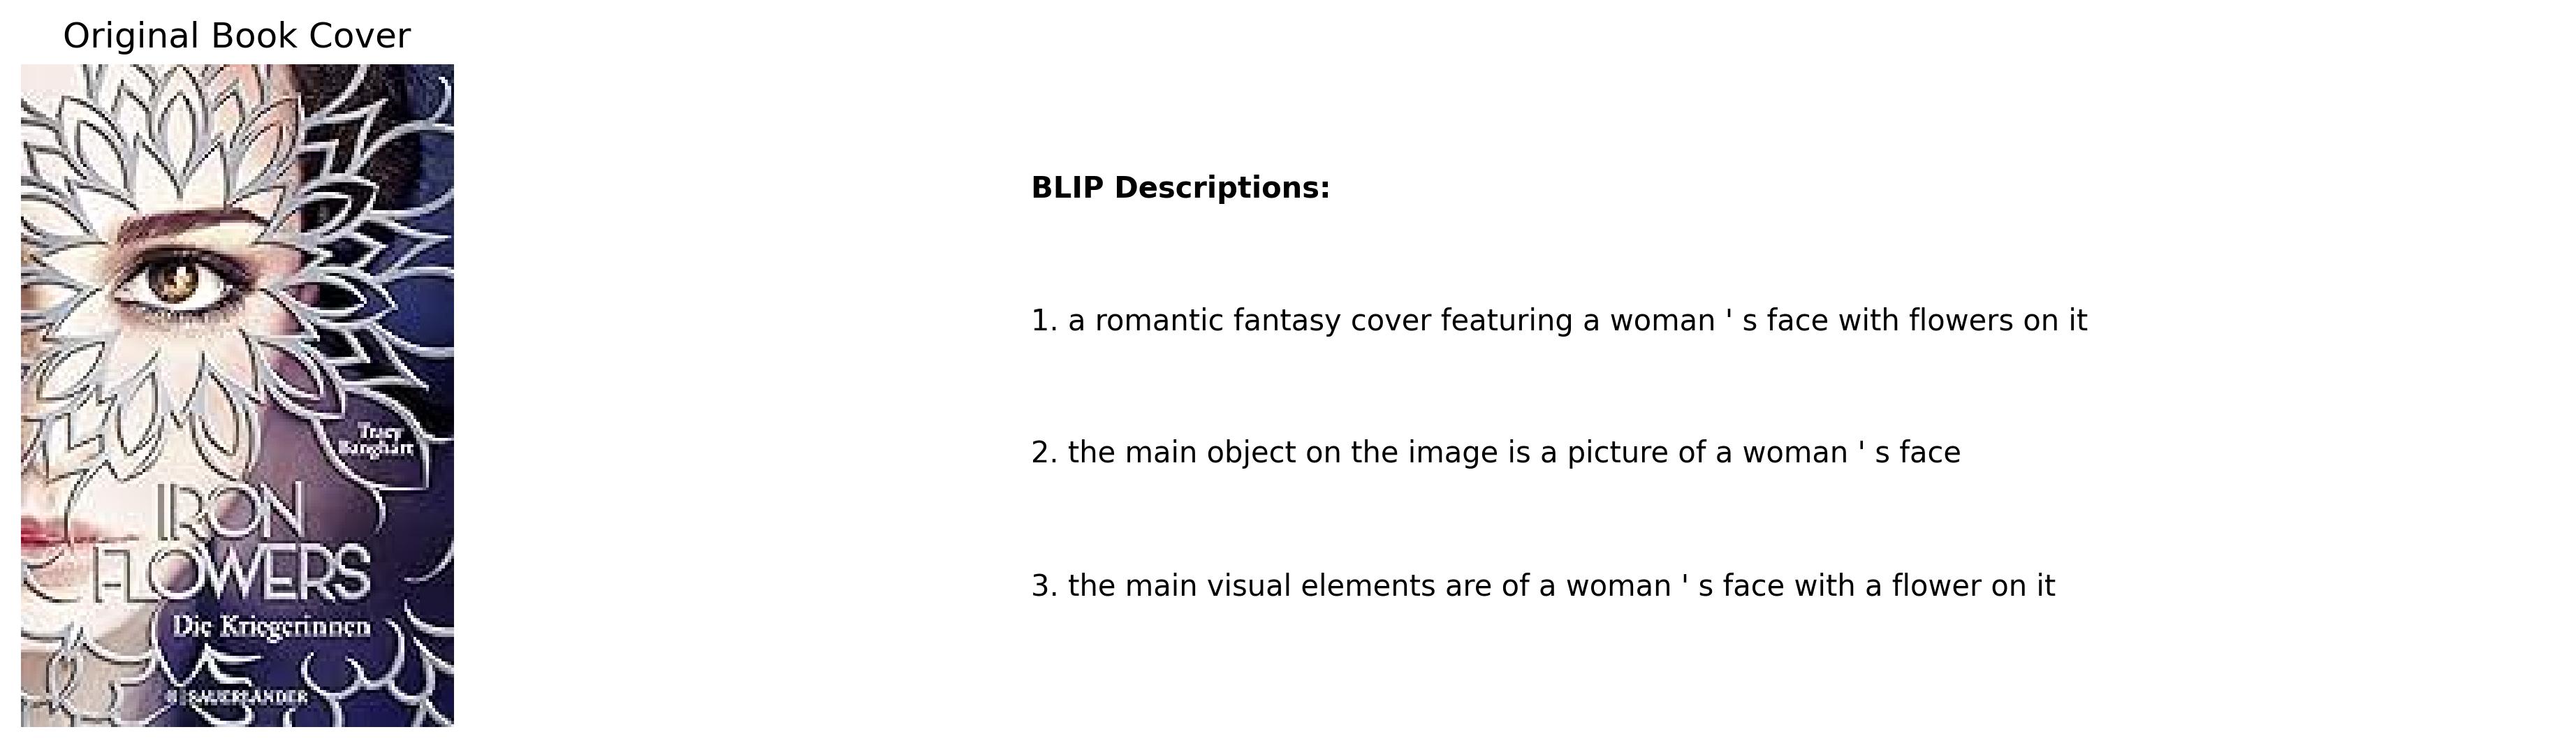 Original Book Cover
Tracy
Banghart
IRON
FLOWERS
Die Kriegerinnen
SAUERLÄNDER
BLIP Descriptions:
1. a romantic fantasy cover featuring a woman ' s face with flowers on it
2. the main object on the image is a picture of a woman ' s face
3. the main visual elements are of a woman ' s face with a flower on it